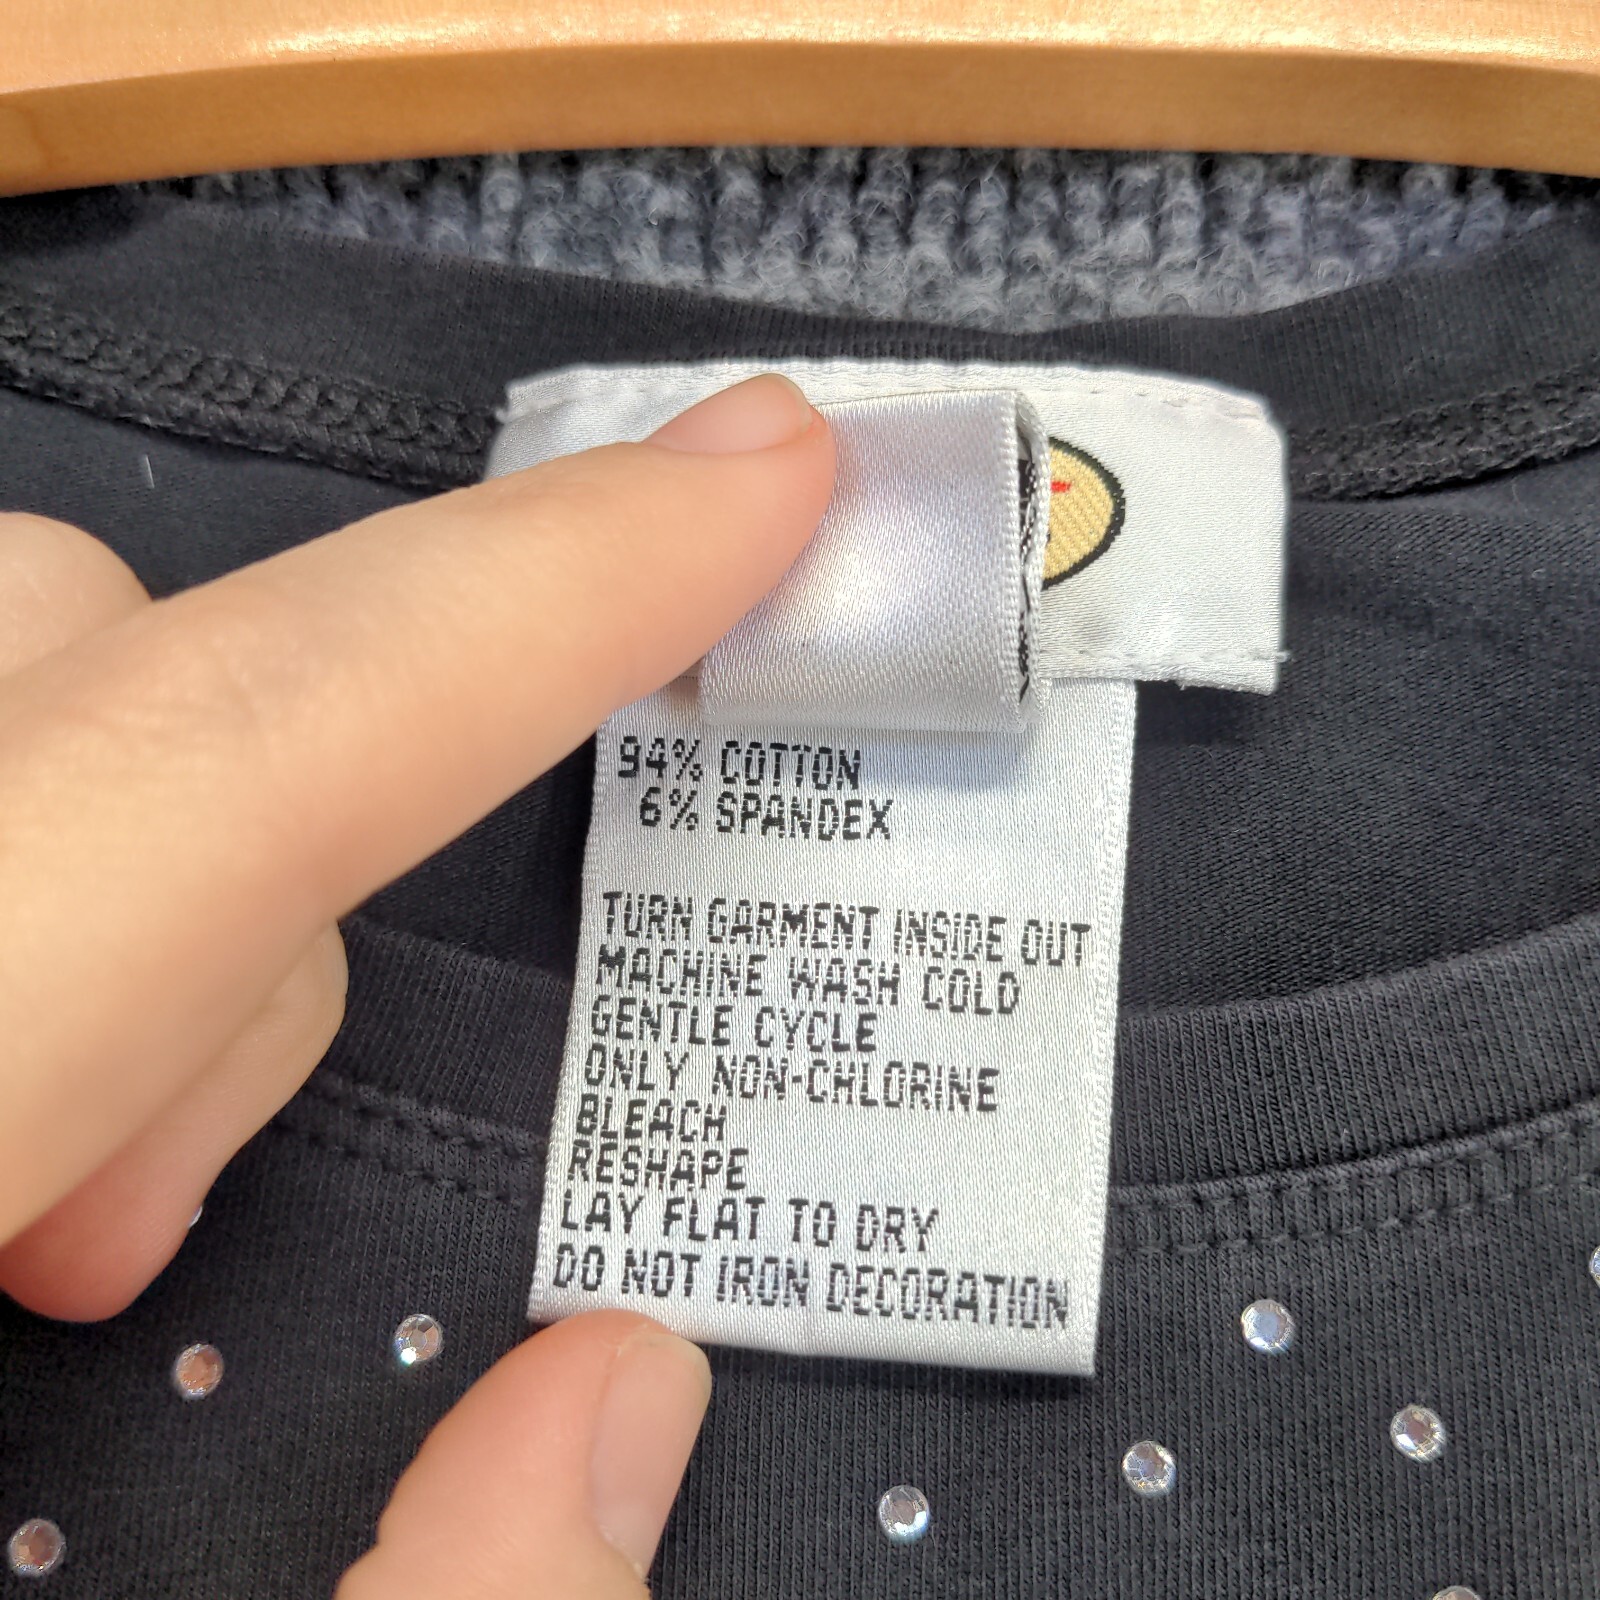 94% COTTON
6% SPANDEX
TURN GARMENT INSIDE OUT
MACHINE WASH COLD
GENTLE CYCLE
ONLY NON-CHLORINE
BLEACH
RESHAPE
LAY FLAT TO DRY
DO NOT IRON DECORATION